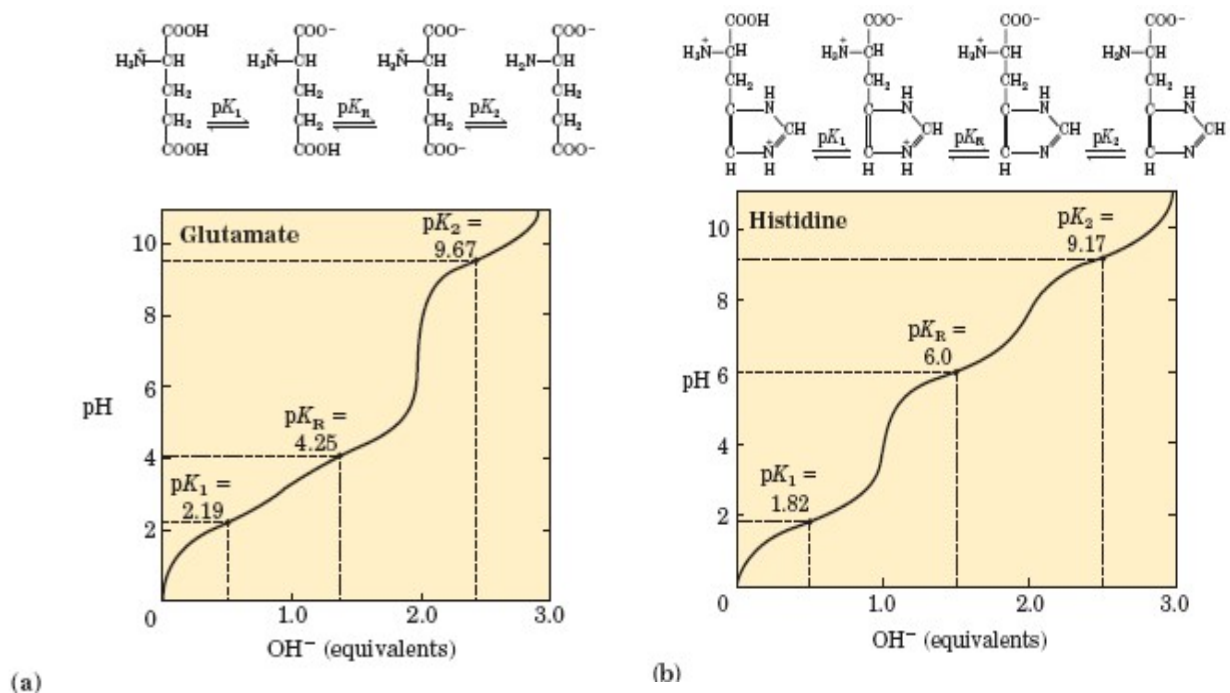 COOH COO⁻ COO⁻ COO⁻
H₃N⁺ CH H₃N⁺ CH H₃N⁺ CH H₂N CH
CH₂ CH₂ CH₂ CH₂
pK₁ pK_R pK₂
CH₂ CH₂ CH₂ CH₂
COOH COOH COO⁻ COO⁻
Glutamate
pK₂ =
9.67
pK_R =
4.25
pK₁ =
2.19
pH
10
8
6
4
2
0 1.0 2.0 3.0
OH⁻ (equivalents)
(a)
COOH COO⁻ COO⁻ COO⁻
H₃N⁺ CH H₃N⁺ CH H₃N⁺ CH H₂N CH
CH₂ CH₂ CH₂ CH₂
H H H H
C N C N C N C N
CH CH CH CH
pK₁ pK_R pK₂
C N⁺ C N⁺ C N C N
H H H H H H
Histidine
pK₂ =
9.17
pK_R =
6.0
pK₁ =
1.82
pH
10
8
6
4
2
0 1.0 2.0 3.0
OH⁻ (equivalents)
(b)